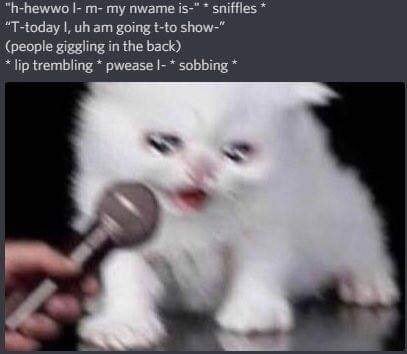 "h-hewwo I- m- my nwame is-" * sniffles *
“T-today I, uh am going t-to show-”
(people giggling in the back)
* lip trembling * pwease I- * sobbing *